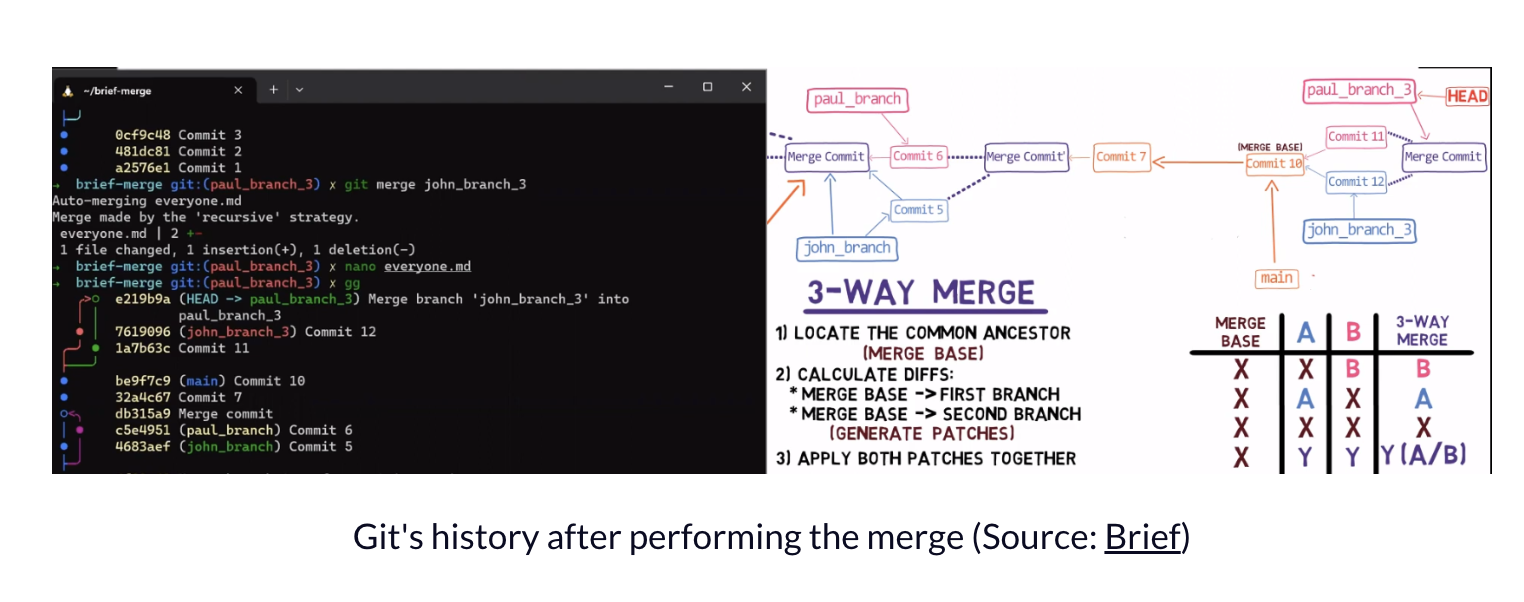 ~/brief-merge
0cf9c48 Commit 3
481dc81 Commit 2
a2576e1 Commit 1
brief-merge git:(paul_branch_3) x git merge john_branch_3
Auto-merging everyone.md
Merge made by the 'recursive' strategy.
everyone.md | 2 +-
1 file changed, 1 insertion(+), 1 deletion(-)
brief-merge git:(paul_branch_3) x nano everyone.md
brief-merge git:(paul_branch_3) x gg
e219b9a (HEAD -> paul_branch_3) Merge branch 'john_branch_3' into
paul_branch_3
7619096 (john_branch_3) Commit 12
1a7b63c Commit 11
be9f7c9 (main) Commit 10
32a4c67 Commit 7
db315a9 Merge commit
c5e4951 (paul_branch) Commit 6
4683aef (john_branch) Commit 5
paul_branch
paul_branch_3
HEAD
Merge Commit
Commit 6
Merge Commit'
Commit 7
(MERGE BASE)
Commit 10
Commit 11
Merge Commit
Commit 12
Commit 5
john_branch
john_branch_3
main
3-WAY MERGE
1) LOCATE THE COMMON ANCESTOR
(MERGE BASE)
2) CALCULATE DIFFS:
* MERGE BASE -> FIRST BRANCH
* MERGE BASE -> SECOND BRANCH
(GENERATE PATCHES)
3) APPLY BOTH PATCHES TOGETHER
MERGE BASE A B 3-WAY MERGE
X X B B
X A X A
X X X X
X Y Y Y(A/B)
Git's history after performing the merge (Source: Brief)